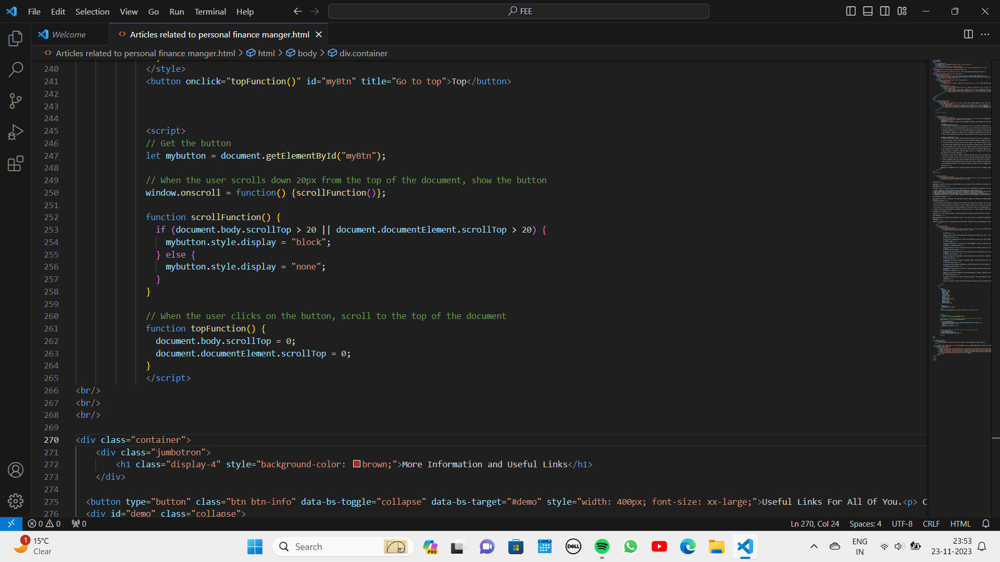 File Edit Selection View Go Run Terminal Help FEE
Welcome Articles related to personal finance manger.html
Articles related to personal finance manger.html html body div.container
240 </style>
241 <button onclick="topFunction()" id="myBtn" title="Go to top">Top</button>
242
243
244
245 <script>
246 // Get the button
247 let mybutton = document.getElementById("myBtn");
248
249 // When the user scrolls down 20px from the top of the document, show the button
250 window.onscroll = function() {scrollFunction()};
251
252 function scrollFunction() {
253 if (document.body.scrollTop > 20 || document.documentElement.scrollTop > 20) {
254 mybutton.style.display = "block";
255 } else {
256 mybutton.style.display = "none";
257 }
258 }
259
260 // When the user clicks on the button, scroll to the top of the document
261 function topFunction() {
262 document.body.scrollTop = 0;
263 document.documentElement.scrollTop = 0;
264 }
265 </script>
266 <br/>
267 <br/>
268 <br/>
269
270 <div class="container">
271 <div class="jumbotron">
272 <h1 class="display-4" style="background-color: brown;">More Information and Useful Links</h1>
273 </div>
274
275 <button type="button" class="btn btn-info" data-bs-toggle="collapse" data-bs-target="#demo" style="width: 400px; font-size: xx-large;">Useful Links For All Of You.<p>
276 <div id="demo" class="collapse">
0 0 0 Ln 270, Col 24 Spaces: 4 UTF-8 CRLF HTML
1 15°C
Clear
Search
PRE
DELL
ENG
IN
23:53
23-11-2023